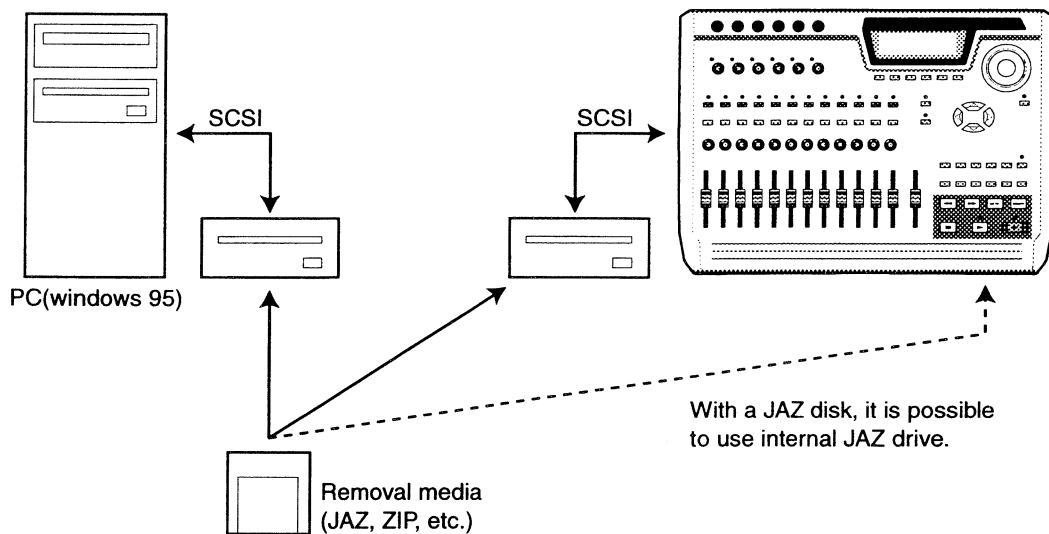 SCSI
SCSI
PC(windows 95)
With a JAZ disk, it is possible
to use internal JAZ drive.
Removal media
(JAZ, ZIP, etc.)